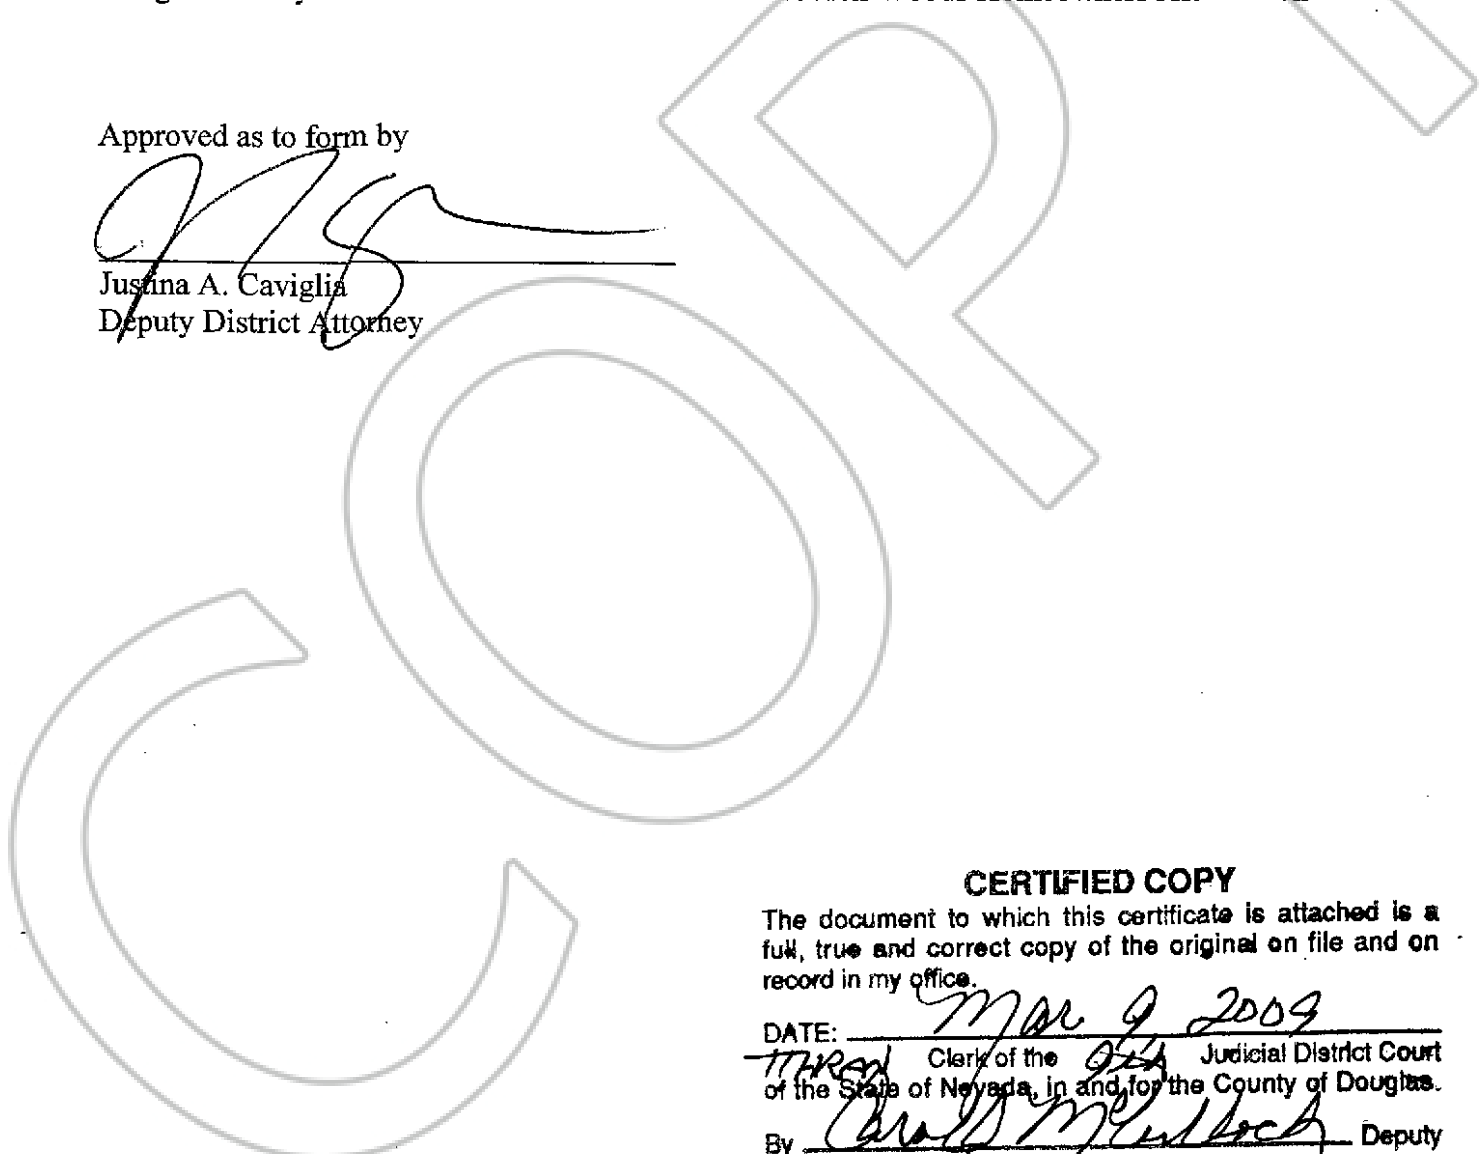 Approved as to form by
Justina A. Caviglia
Deputy District Attorney
COPY
CERTIFIED COPY
The document to which this certificate is attached is a
full, true and correct copy of the original on file and on
record in my office.
DATE: Mar 9 2009
Clerk of the 9th Judicial District Court
of the State of Nevada, in and for the County of Douglas.
By Deputy